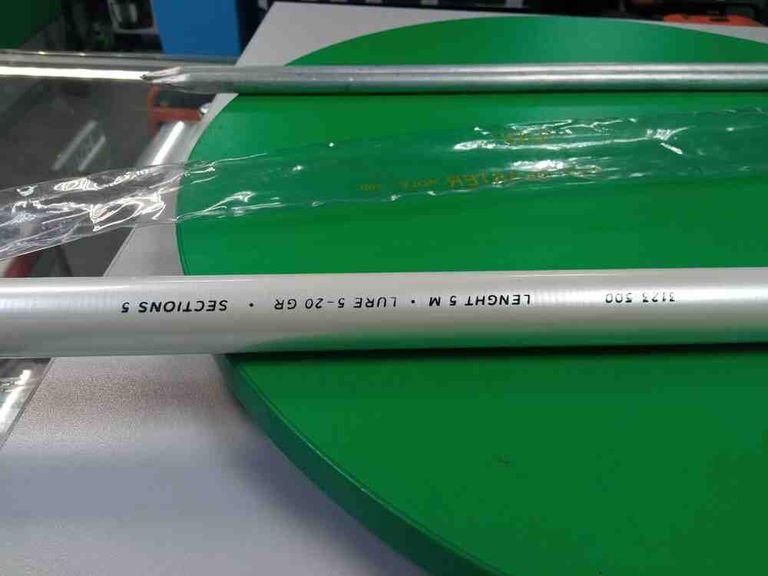 3123 500 LENGHT 5 M • LURE 5-20 GR • SECTIONS 5